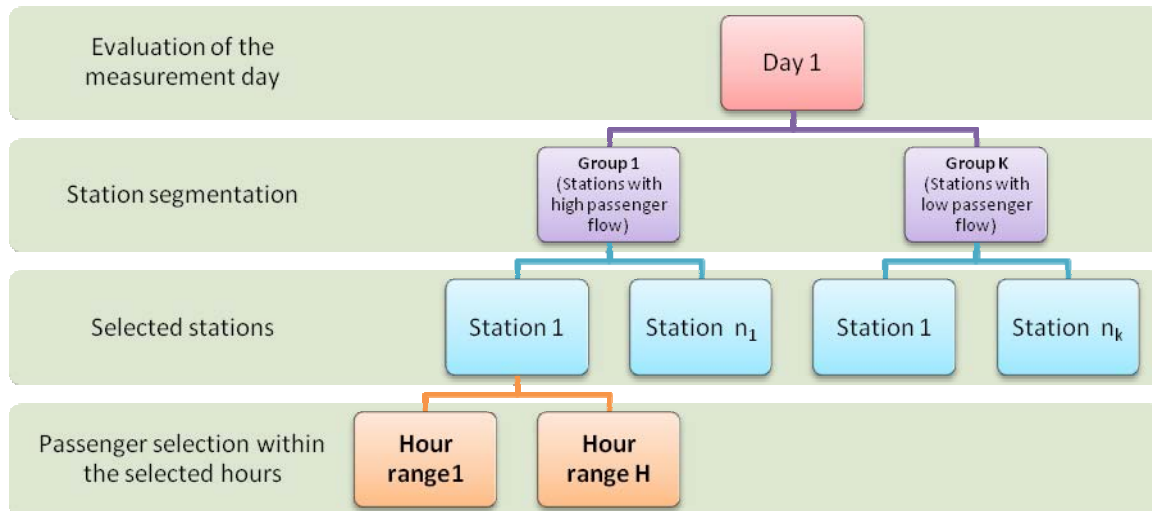 Evaluation of the
measurement day
Day 1
Station segmentation
Group 1
(Stations with
high passenger
flow)
Group K
(Stations with
low passenger
flow)
Selected stations
Station 1
Station n₁
Station 1
Station nₖ
Passenger selection within
the selected hours
Hour
range1
Hour
range H